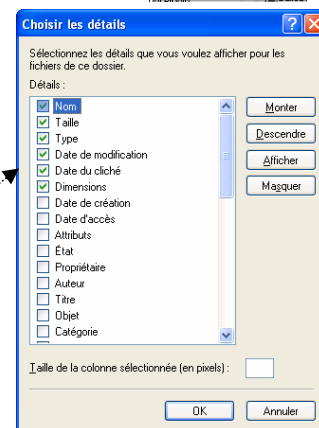 Choisir les détails
Sélectionnez les détails que vous voulez afficher pour les
fichiers de ce dossier.
Détails :
Nom
Taille
Type
Date de modification
Date du cliché
Dimensions
Date de création
Date d'accès
Attributs
État
Propriétaire
Auteur
Titre
Objet
Catégorie
Monter
Descendre
Afficher
Masquer
Taille de la colonne sélectionnée (en pixels) :
OK
Annuler